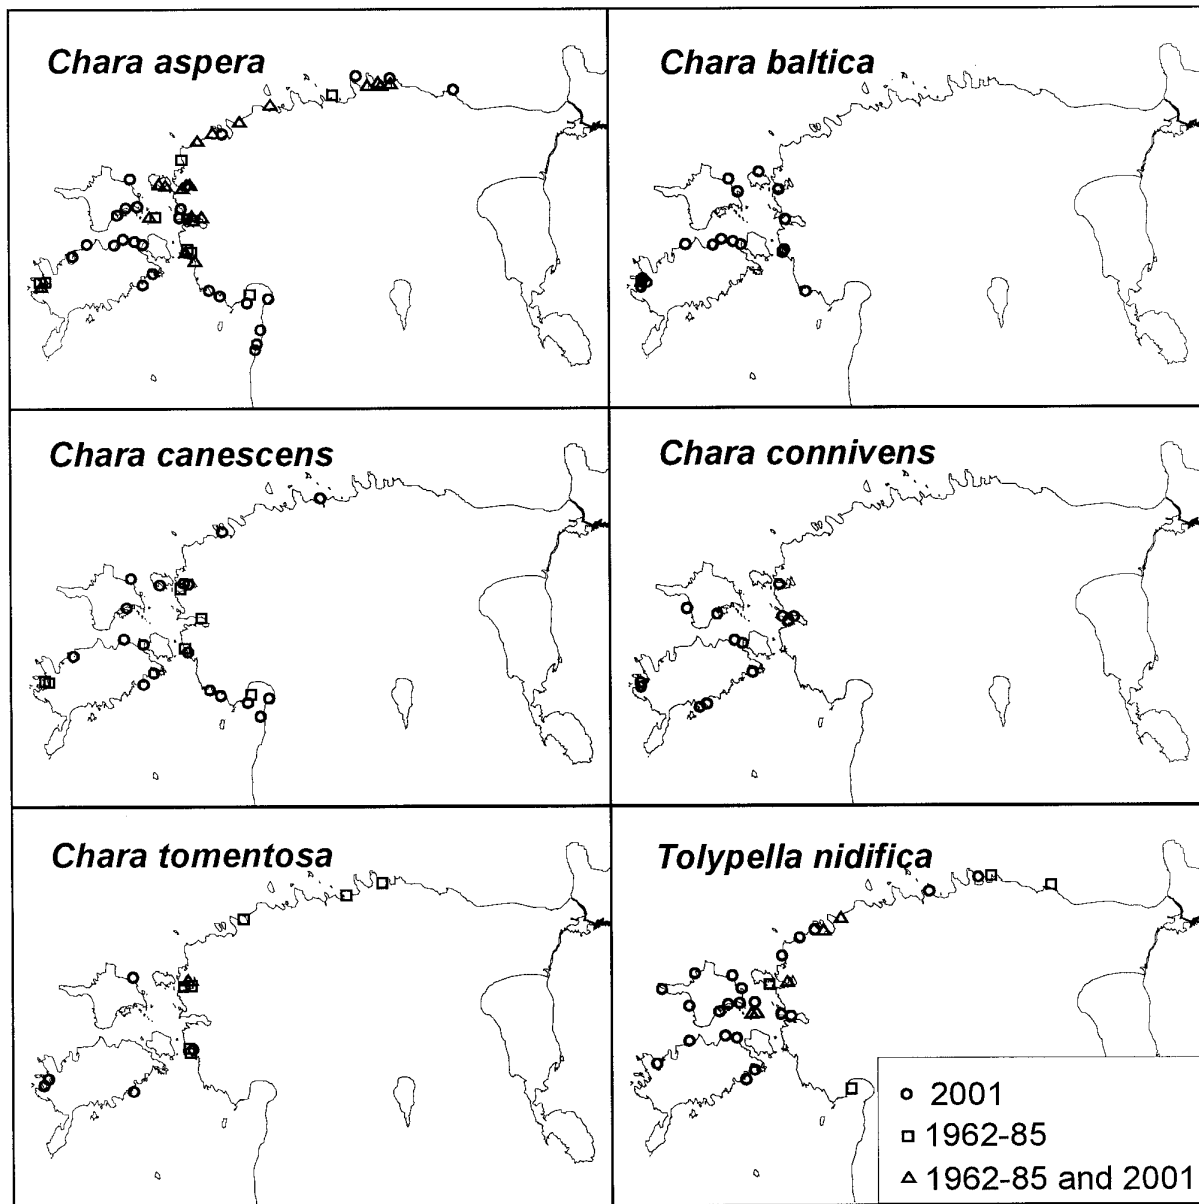 Chara aspera
Chara baltica
Chara canescens
Chara connivens
Chara tomentosa
Tolypella nidifica
2001
1962-85
1962-85 and 2001